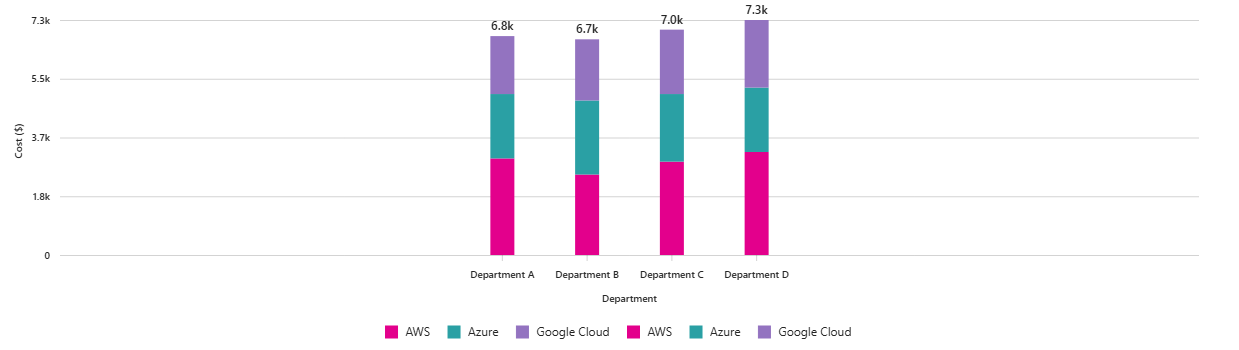 7.3k
5.5k
3.7k
1.8k
0
Cost ($)
6.8k
6.7k
7.0k
7.3k
Department A
Department B
Department C
Department D
Department
AWS Azure Google Cloud AWS Azure Google Cloud